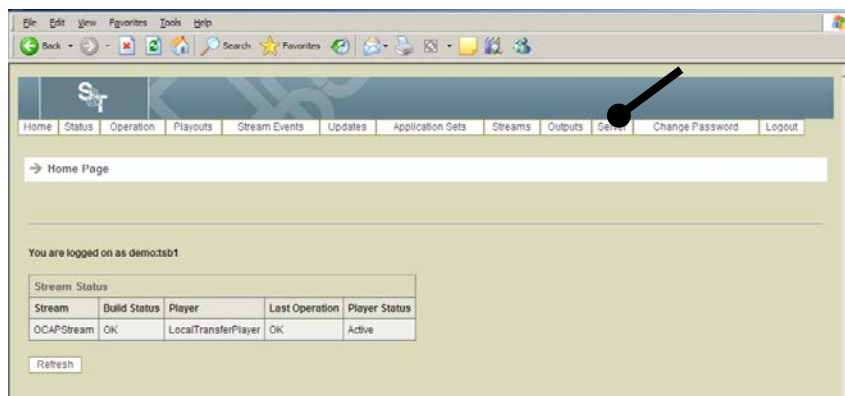 File Edit View Favorites Tools Help
Back Search Favorites
S&T
Home Status Operation Playouts Stream Events Updates Application Sets Streams Outputs Server Change Password Logout
Home Page
You are logged on as demo:tsb1
Stream Status
Stream Build Status Player Last Operation Player Status
OCAPStream OK LocalTransferPlayer OK Active
Refresh